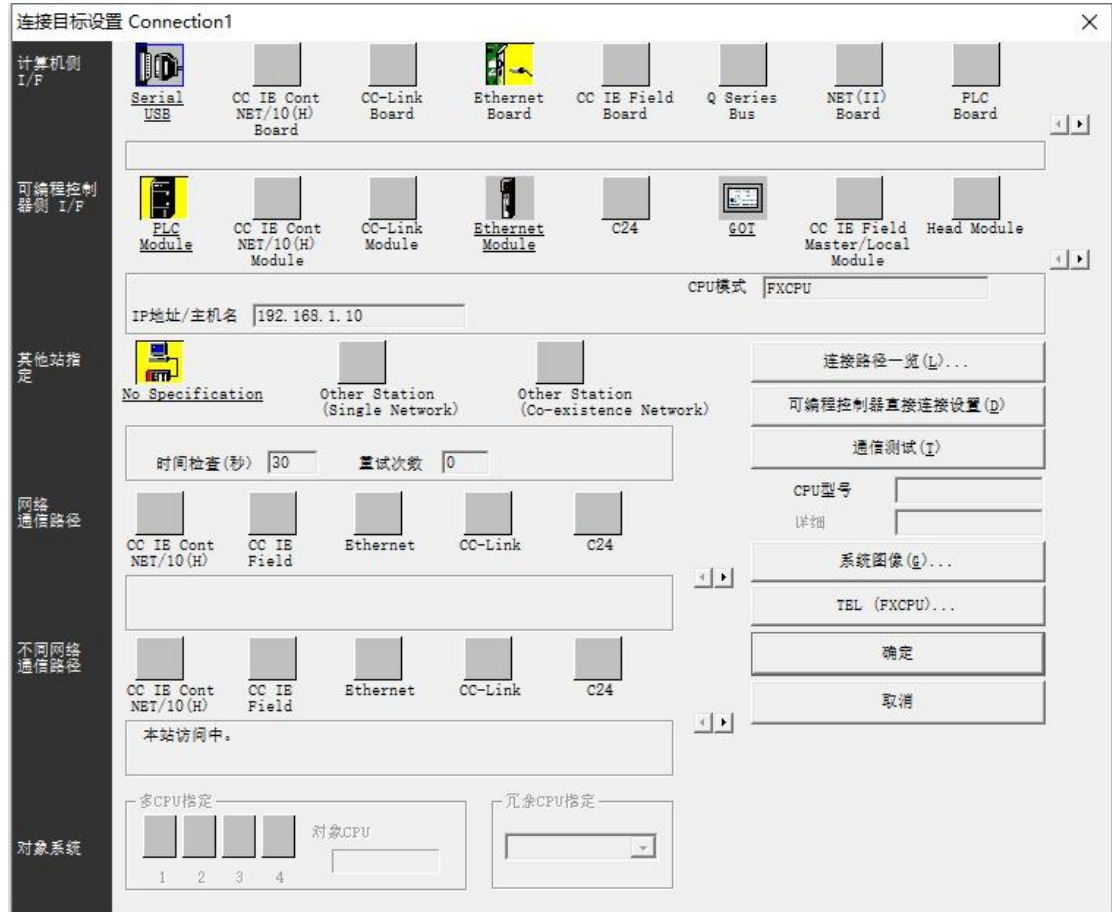 连接目标设置 Connection1
计算机侧
I/F
Serial
USB
CC IE Cont
NET/10(H)
Board
CC-Link
Board
Ethernet
Board
CC IE Field
Board
Q Series
Bus
NET(II)
Board
PLC
Board
可编程控制
器侧 I/F
PLC
Module
CC IE Cont
NET/10(H)
Module
CC-Link
Module
Ethernet
Module
C24
GOT
CC IE Field
Master/Local
Module
Head Module
CPU模式 FXCPU
IP地址/主机名 192.168.1.10
其他站指
定
No Specification
Other Station
(Single Network)
Other Station
(Co-existence Network)
连接路径一览(L)...
可编程控制器直接连接设置(D)
通信测试(T)
时间检查(秒) 30 重试次数 0
CPU型号
详细
网络
通信路径
CC IE Cont
NET/10(H)
CC IE
Field
Ethernet
CC-Link
C24
系统图像(G)...
TEL (FXCPU)...
不同网络
通信路径
CC IE Cont
NET/10(H)
CC IE
Field
Ethernet
CC-Link
C24
确定
取消
本站访问中。
对象系统
多CPU指定
对象CPU
1 2 3 4
冗余CPU指定